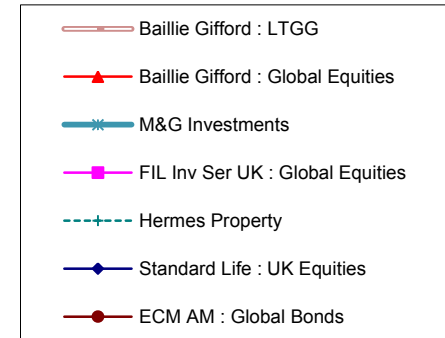 Baillie Gifford : LTGG
Baillie Gifford : Global Equities
M&G Investments
FIL Inv Ser UK : Global Equities
Hermes Property
Standard Life : UK Equities
ECM AM : Global Bonds